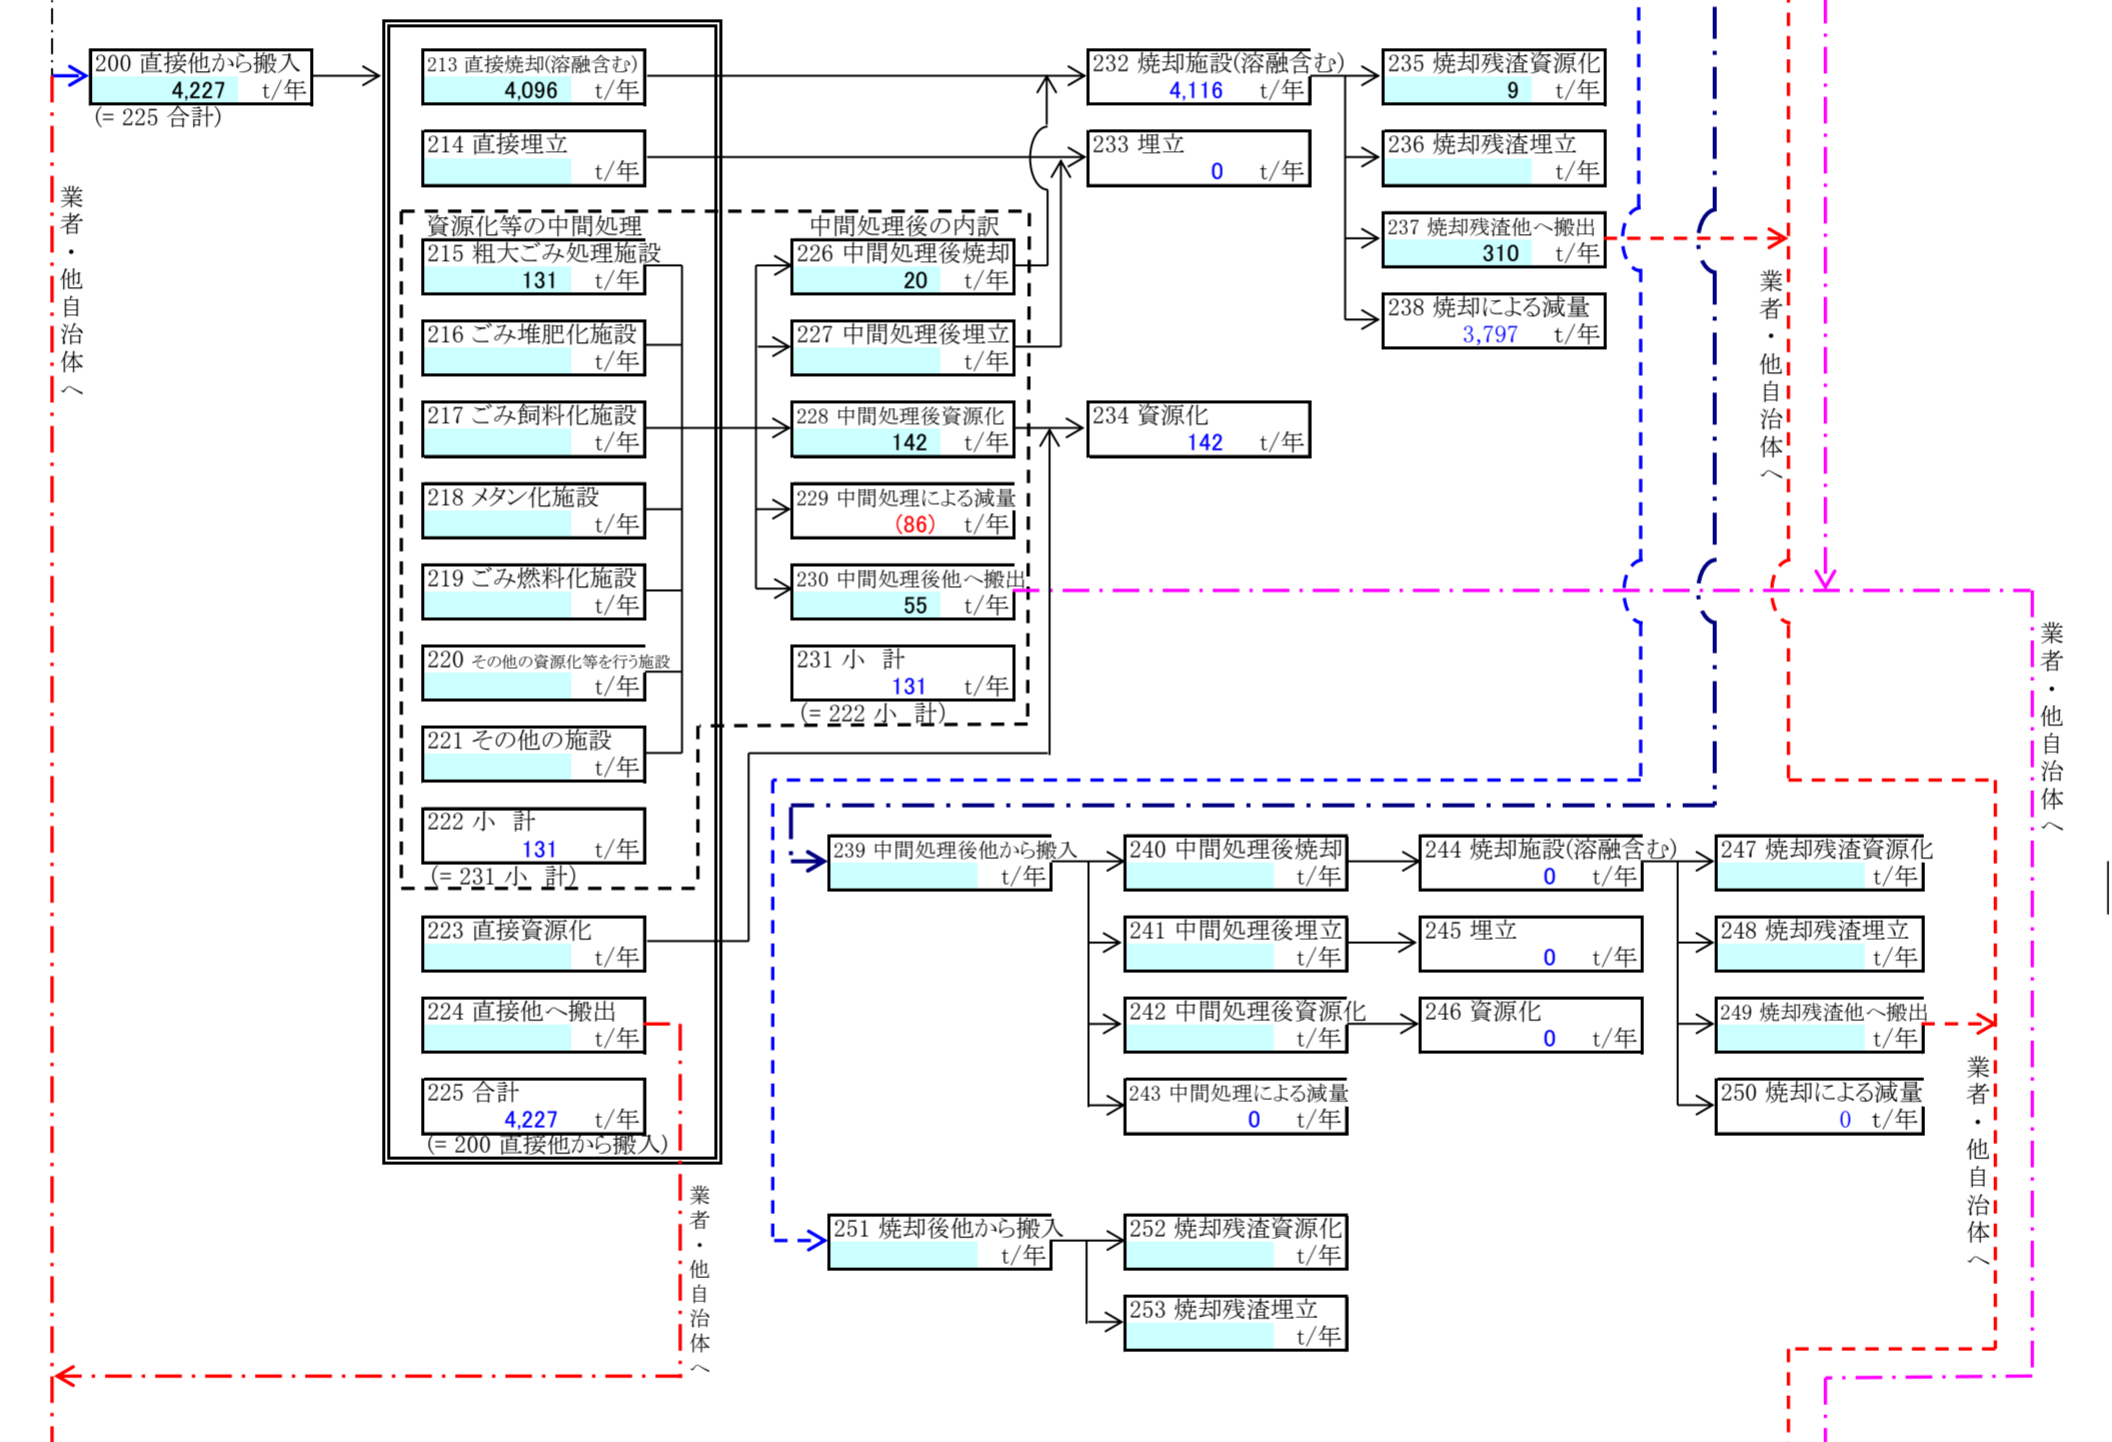 200 直接他から搬入
4,227 t/年
(= 225 合計)
業者・他自治体へ
213 直接焼却(溶融含む)
4,096 t/年
214 直接埋立
t/年
資源化等の中間処理
215 粗大ごみ処理施設
131 t/年
216 ごみ堆肥化施設
t/年
217 ごみ飼料化施設
t/年
218 メタン化施設
t/年
219 ごみ燃料化施設
t/年
220 その他の資源化等を行う施設
t/年
221 その他の施設
t/年
222 小 計
131 t/年
(= 231 小 計)
223 直接資源化
t/年
224 直接他へ搬出
t/年
225 合計
4,227 t/年
(= 200 直接他から搬入)
業者・他自治体へ
中間処理後の内訳
226 中間処理後焼却
20 t/年
227 中間処理後埋立
t/年
228 中間処理後資源化
142 t/年
229 中間処理による減量
(86) t/年
230 中間処理後他へ搬出
55 t/年
231 小 計
131 t/年
(= 222 小 計)
232 焼却施設(溶融含む)
4,116 t/年
233 埋立
0 t/年
234 資源化
142 t/年
235 焼却残渣資源化
9 t/年
236 焼却残渣埋立
t/年
237 焼却残渣他へ搬出
310 t/年
238 焼却による減量
3,797 t/年
業者・他自治体へ
業者・他自治体へ
239 中間処理後他から搬入
t/年
240 中間処理後焼却
t/年
241 中間処理後埋立
t/年
242 中間処理後資源化
t/年
243 中間処理による減量
0 t/年
244 焼却施設(溶融含む)
0 t/年
245 埋立
0 t/年
246 資源化
0 t/年
247 焼却残渣資源化
t/年
248 焼却残渣埋立
t/年
249 焼却残渣他へ搬出
t/年
250 焼却による減量
0 t/年
業者・他自治体へ
251 焼却後他から搬入
t/年
252 焼却残渣資源化
t/年
253 焼却残渣埋立
t/年